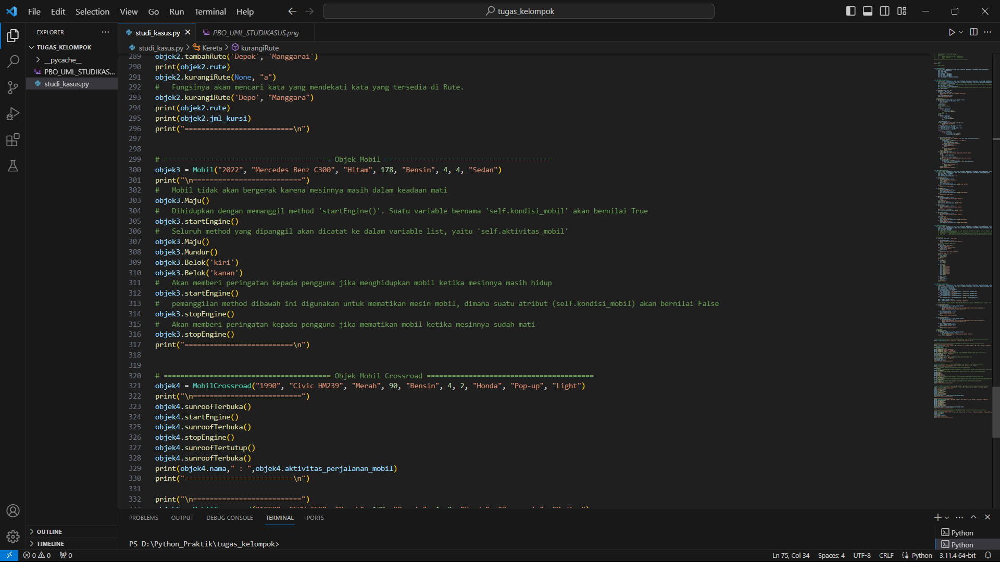 File Edit Selection View Go Run Terminal Help
tugas_kelompok
EXPLORER
studi_kasus.py
PBO_UML_STUDIKASUS.png
TUGAS_KELOMPOK
studi_kasus.py > Kereta > kurangiRute
__pycache__
PBO_UML_STUDIKAS...
studi_kasus.py
289 objek2.tambahRute('Depok', 'Manggarai')
290 print(objek2.rute)
291 objek2.kurangiRute(None, "a")
292 #   Fungsinya akan mencari kata yang mendekati kata yang tersedia di Rute.
293 objek2.kurangiRute('Depo', "Manggara")
294 print(objek2.rute)
295 print(objek2.jml_kursi)
296 print("==========================\n")
297
298
299 # ======================================== Objek Mobil ========================================
300 objek3 = Mobil("2022", "Mercedes Benz C300", "Hitam", 178, "Bensin", 4, 4, "Sedan")
301 print("\n==========================")
302 #   Mobil tidak akan bergerak karena mesinnya masih dalam keadaan mati
303 objek3.Maju()
304 #   Dihidupkan dengan memanggil method 'startEngine()'. Suatu variable bernama 'self.kondisi_mobil' akan bernilai True
305 objek3.startEngine()
306 #   Seluruh method yang dipanggil akan dicatat ke dalam variable list, yaitu 'self.aktivitas_mobil'
307 objek3.Maju()
308 objek3.Mundur()
309 objek3.Belok('kiri')
310 objek3.Belok('kanan')
311 #   Akan memberi peringatan kepada pengguna jika menghidupkan mobil ketika mesinnya masih hidup
312 objek3.startEngine()
313 #   pemanggilan method dibawah ini digunakan untuk mematikan mesin mobil, dimana suatu atribut (self.kondisi_mobil) akan bernilai False
314 objek3.stopEngine()
315 #   Akan memberi peringatan kepada pengguna jika mematikan mobil ketika mesinnya sudah mati
316 objek3.stopEngine()
317 print("==========================\n")
318
319
320 # ======================================== Objek Mobil Crossroad ========================================
321 objek4 = MobilCrossroad("1990", "Civic HM239", "Merah", 90, "Bensin", 4, 2, "Honda", "Pop-up", "Light")
322 print("\n==========================")
323 objek4.sunroofTerbuka()
324 objek4.startEngine()
325 objek4.sunroofTerbuka()
326 objek4.stopEngine()
327 objek4.sunroofTertutup()
328 objek4.sunroofTerbuka()
329 print(objek4.nama," : ",objek4.aktivitas_perjalanan_mobil)
330 print("==========================\n")
331
332 print("\n==========================")
PROBLEMS OUTPUT DEBUG CONSOLE TERMINAL PORTS
PS D:\Python_Praktik\tugas_kelompok>
Python
Python
OUTLINE
TIMELINE
0 0 0
Ln 75, Col 34 Spaces: 4 UTF-8 CRLF Python 3.11.4 64-bit